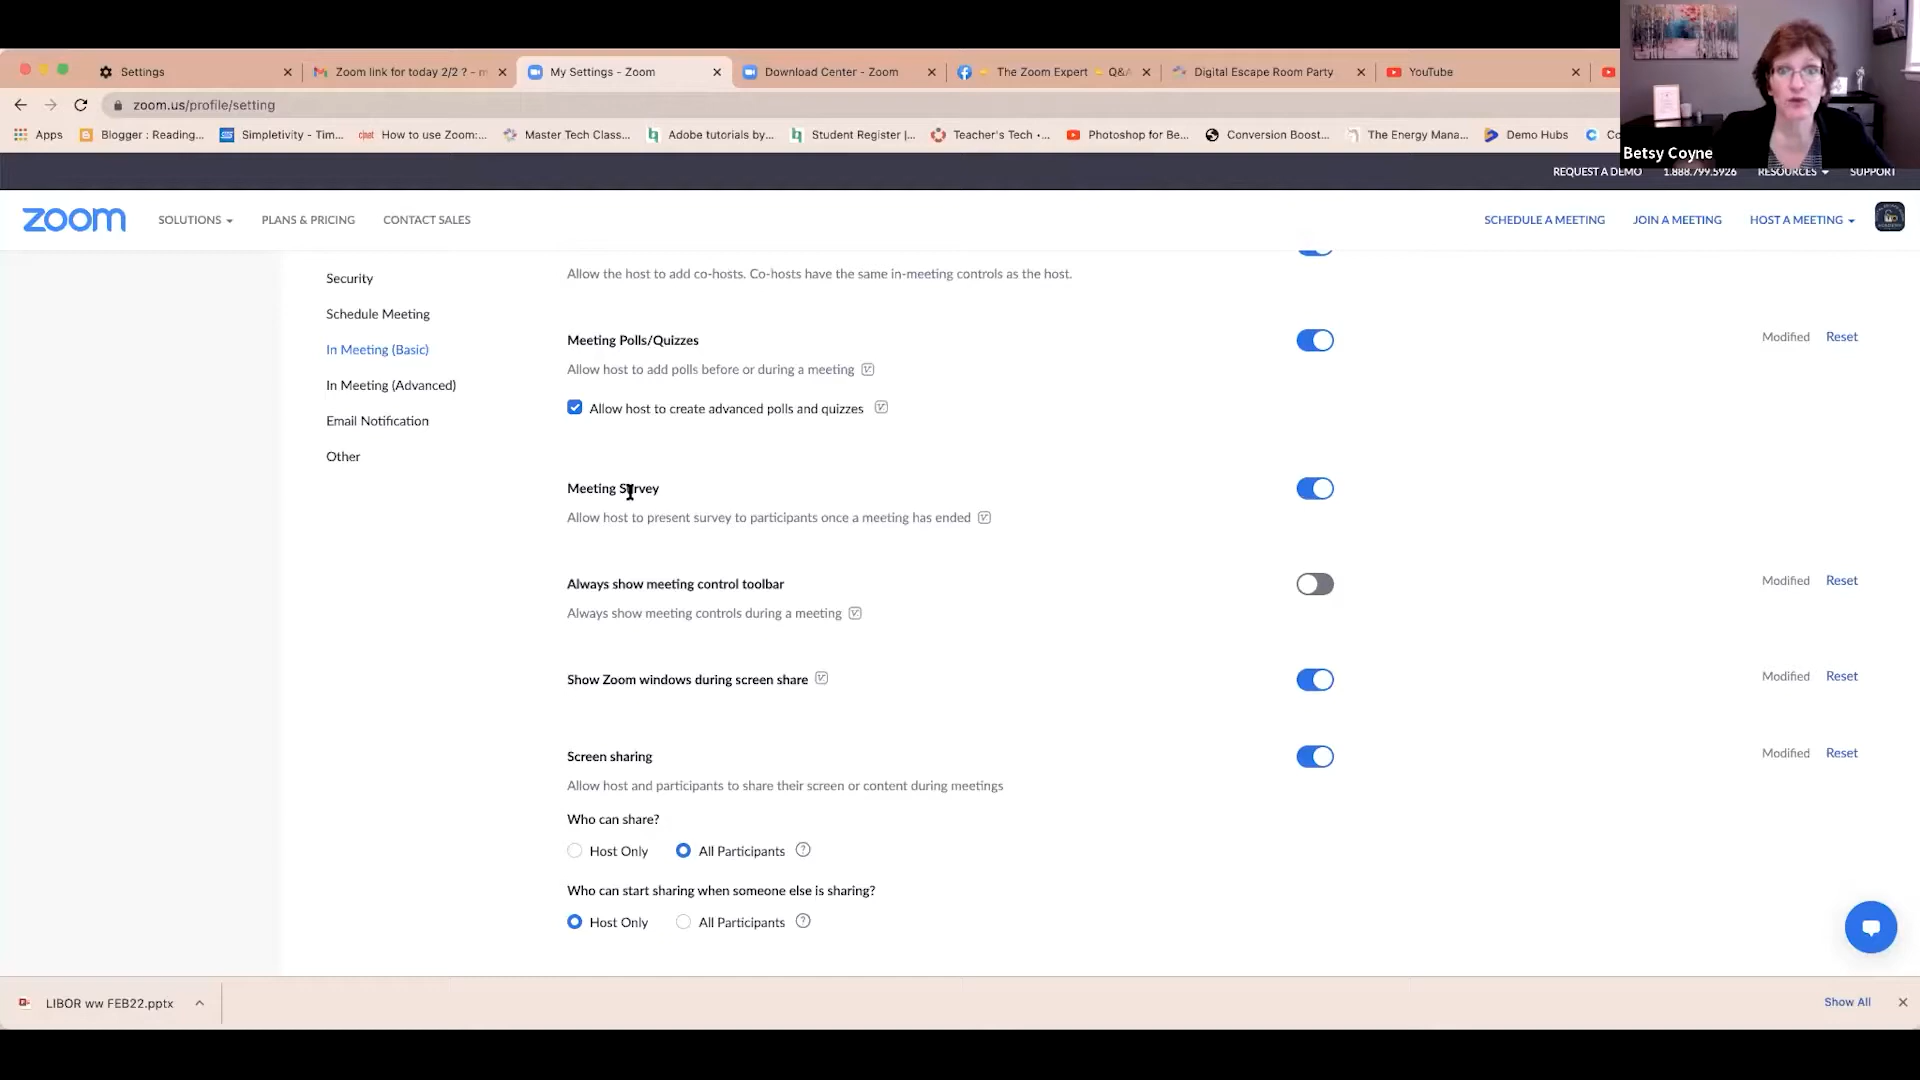 Settings
Zoom link for today 2/2 ? - m
My Settings - Zoom
Download Center - Zoom
The Zoom Expert
Q&A
Digital Escape Room Party
YouTube
zoom.us/profile/setting
Apps
Blogger : Reading...
Simpletivity - Tim...
cnet
How to use Zoom:...
Master Tech Class...
Adobe tutorials by...
Student Register |...
Teacher's Tech -...
Photoshop for Be...
Conversion Boost...
The Energy Mana...
Demo Hubs
Co
Betsy Coyne
REQUEST A DEMO
1.888.799.5926
RESOURCES
SUPPORT
zoom
SOLUTIONS
PLANS & PRICING
CONTACT SALES
SCHEDULE A MEETING
JOIN A MEETING
HOST A MEETING
Security
Schedule Meeting
In Meeting (Basic)
In Meeting (Advanced)
Email Notification
Other
Allow the host to add co-hosts. Co-hosts have the same in-meeting controls as the host.
Meeting Polls/Quizzes
Modified Reset
Allow host to add polls before or during a meeting
Allow host to create advanced polls and quizzes
Meeting Survey
Allow host to present survey to participants once a meeting has ended
Always show meeting control toolbar
Modified Reset
Always show meeting controls during a meeting
Show Zoom windows during screen share
Modified Reset
Screen sharing
Modified Reset
Allow host and participants to share their screen or content during meetings
Who can share?
Host Only
All Participants
Who can start sharing when someone else is sharing?
Host Only
All Participants
LIBOR ww FEB22.pptx
Show All